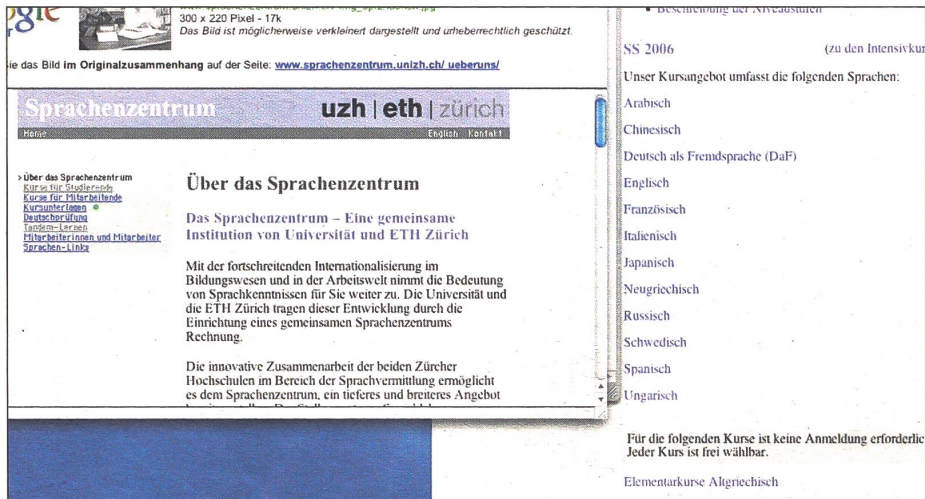 300 x 220 Pixel - 17k
Das Bild ist möglicherweise verkleinert dargestellt und urheberrechtlich geschützt.
ie das Bild im Originalzusammenhang auf der Seite: www.sprachenzentrum.unizh.ch/ ueberuns/
Sprachenzentrum
uzh | eth | zürich
Home
English Kontakt
› Über das Sprachenzentrum
Kurse für Studierende
Kurse für Mitarbeitende
Kursunterlagen
Deutschprüfung
Tandem-Lernen
Mitarbeiterinnen und Mitarbeiter
Sprachen-Links
Über das Sprachenzentrum
Das Sprachenzentrum – Eine gemeinsame
Institution von Universität und ETH Zürich
Mit der fortschreitenden Internationalisierung im
Bildungswesen und in der Arbeitswelt nimmt die Bedeutung
von Sprachkenntnissen für Sie weiter zu. Die Universität und
die ETH Zürich tragen dieser Entwicklung durch die
Einrichtung eines gemeinsamen Sprachenzentrums
Rechnung.
Die innovative Zusammenarbeit der beiden Zürcher
Hochschulen im Bereich der Sprachvermittlung ermöglicht
es dem Sprachenzentrum, ein tieferes und breiteres Angebot
Beschreibung der Niveaustufen
SS 2006 (zu den Intensivkur
Unser Kursangebot umfasst die folgenden Sprachen:
Arabisch
Chinesisch
Deutsch als Fremdsprache (DaF)
Englisch
Französisch
Italienisch
Japanisch
Neugriechisch
Russisch
Schwedisch
Spanisch
Ungarisch
Für die folgenden Kurse ist keine Anmeldung erforderlic
Jeder Kurs ist frei wählbar.
Elementarkurse Altgriechisch